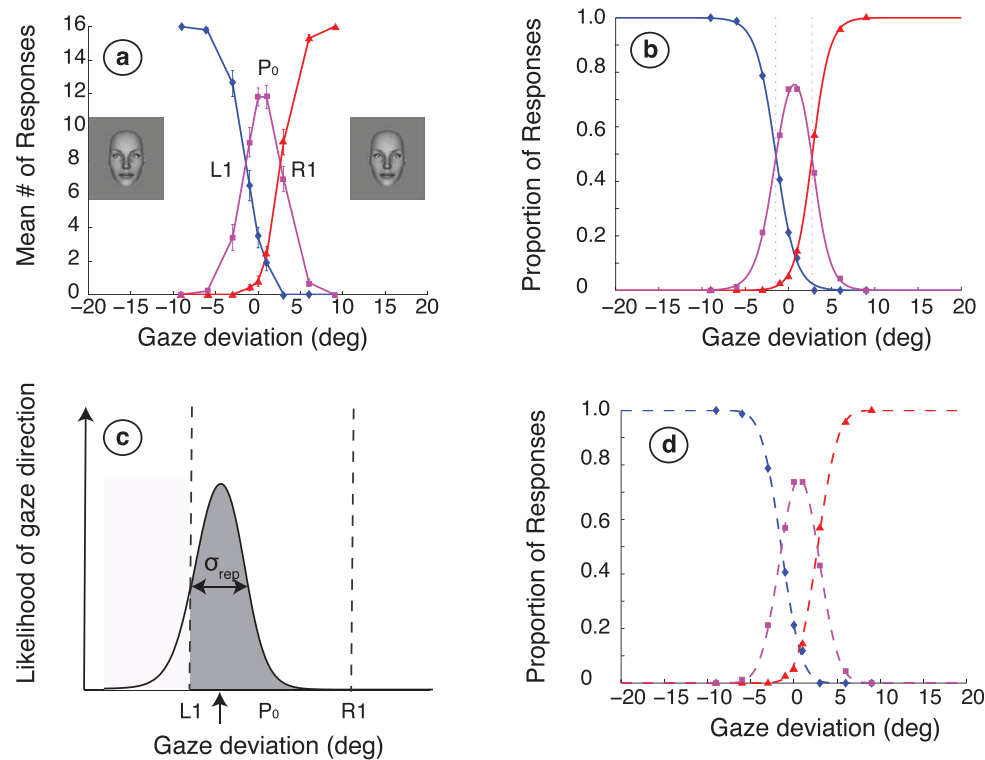 a
Mean # of Responses
16
14
12
10
8
6
4
2
0
P0
L1
R1
−20 −15 −10 −5 0 5 10 15 20
Gaze deviation (deg)
b
Proportion of Responses
1.0
0.8
0.6
0.4
0.2
0
−20 −15 −10 −5 0 5 10 15 20
Gaze deviation (deg)
c
Likelihood of gaze direction
σrep
L1 P0 R1
Gaze deviation (deg)
d
Proportion of Responses
1.0
0.8
0.6
0.4
0.2
0
−20 −15 −10 −5 0 5 10 15 20
Gaze deviation (deg)